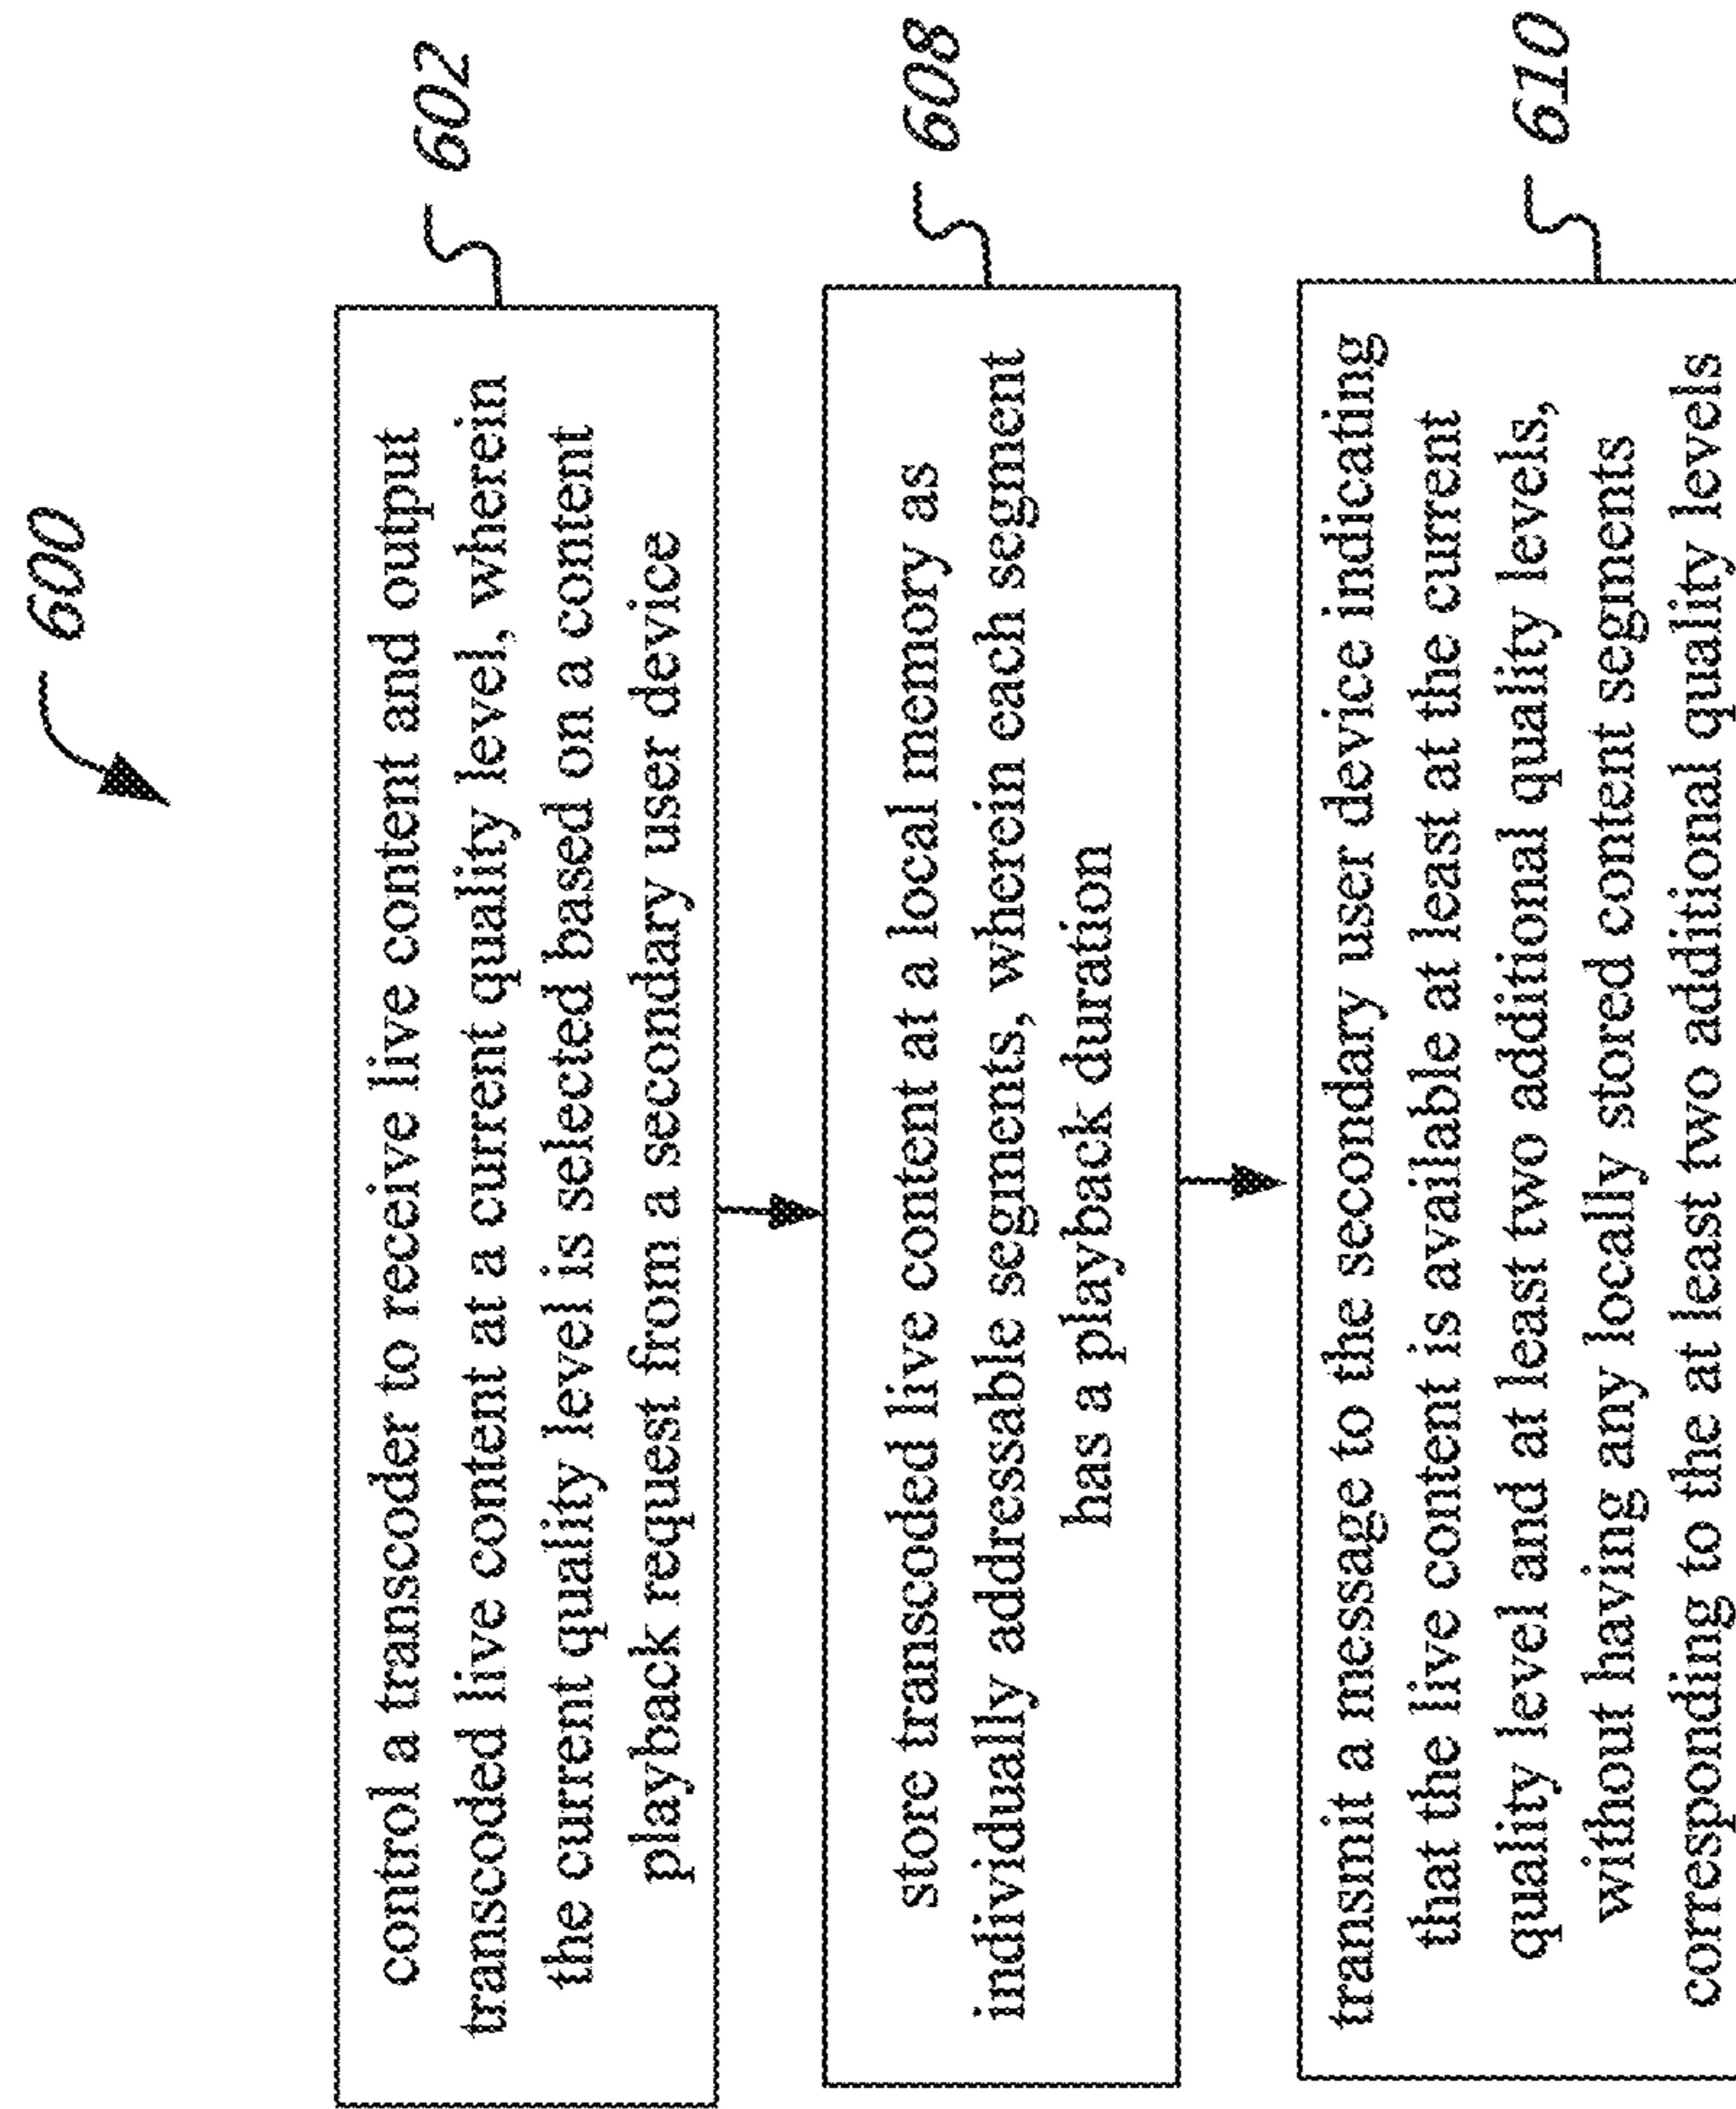 600
control a transcoder to receive live content and output
transcoded live content at a current quality level, wherein
the current quality level is selected based on a content
playback request from a secondary user device
602
store transcoded live content at a local memory as
individually addressable segments, wherein each segment
has a playback duration
608
transmit a message to the secondary user device indicating
that the live content is available at least at the current
quality level and at least two additional quality levels,
without having any locally stored content segments
corresponding to the at least two additional quality levels
610